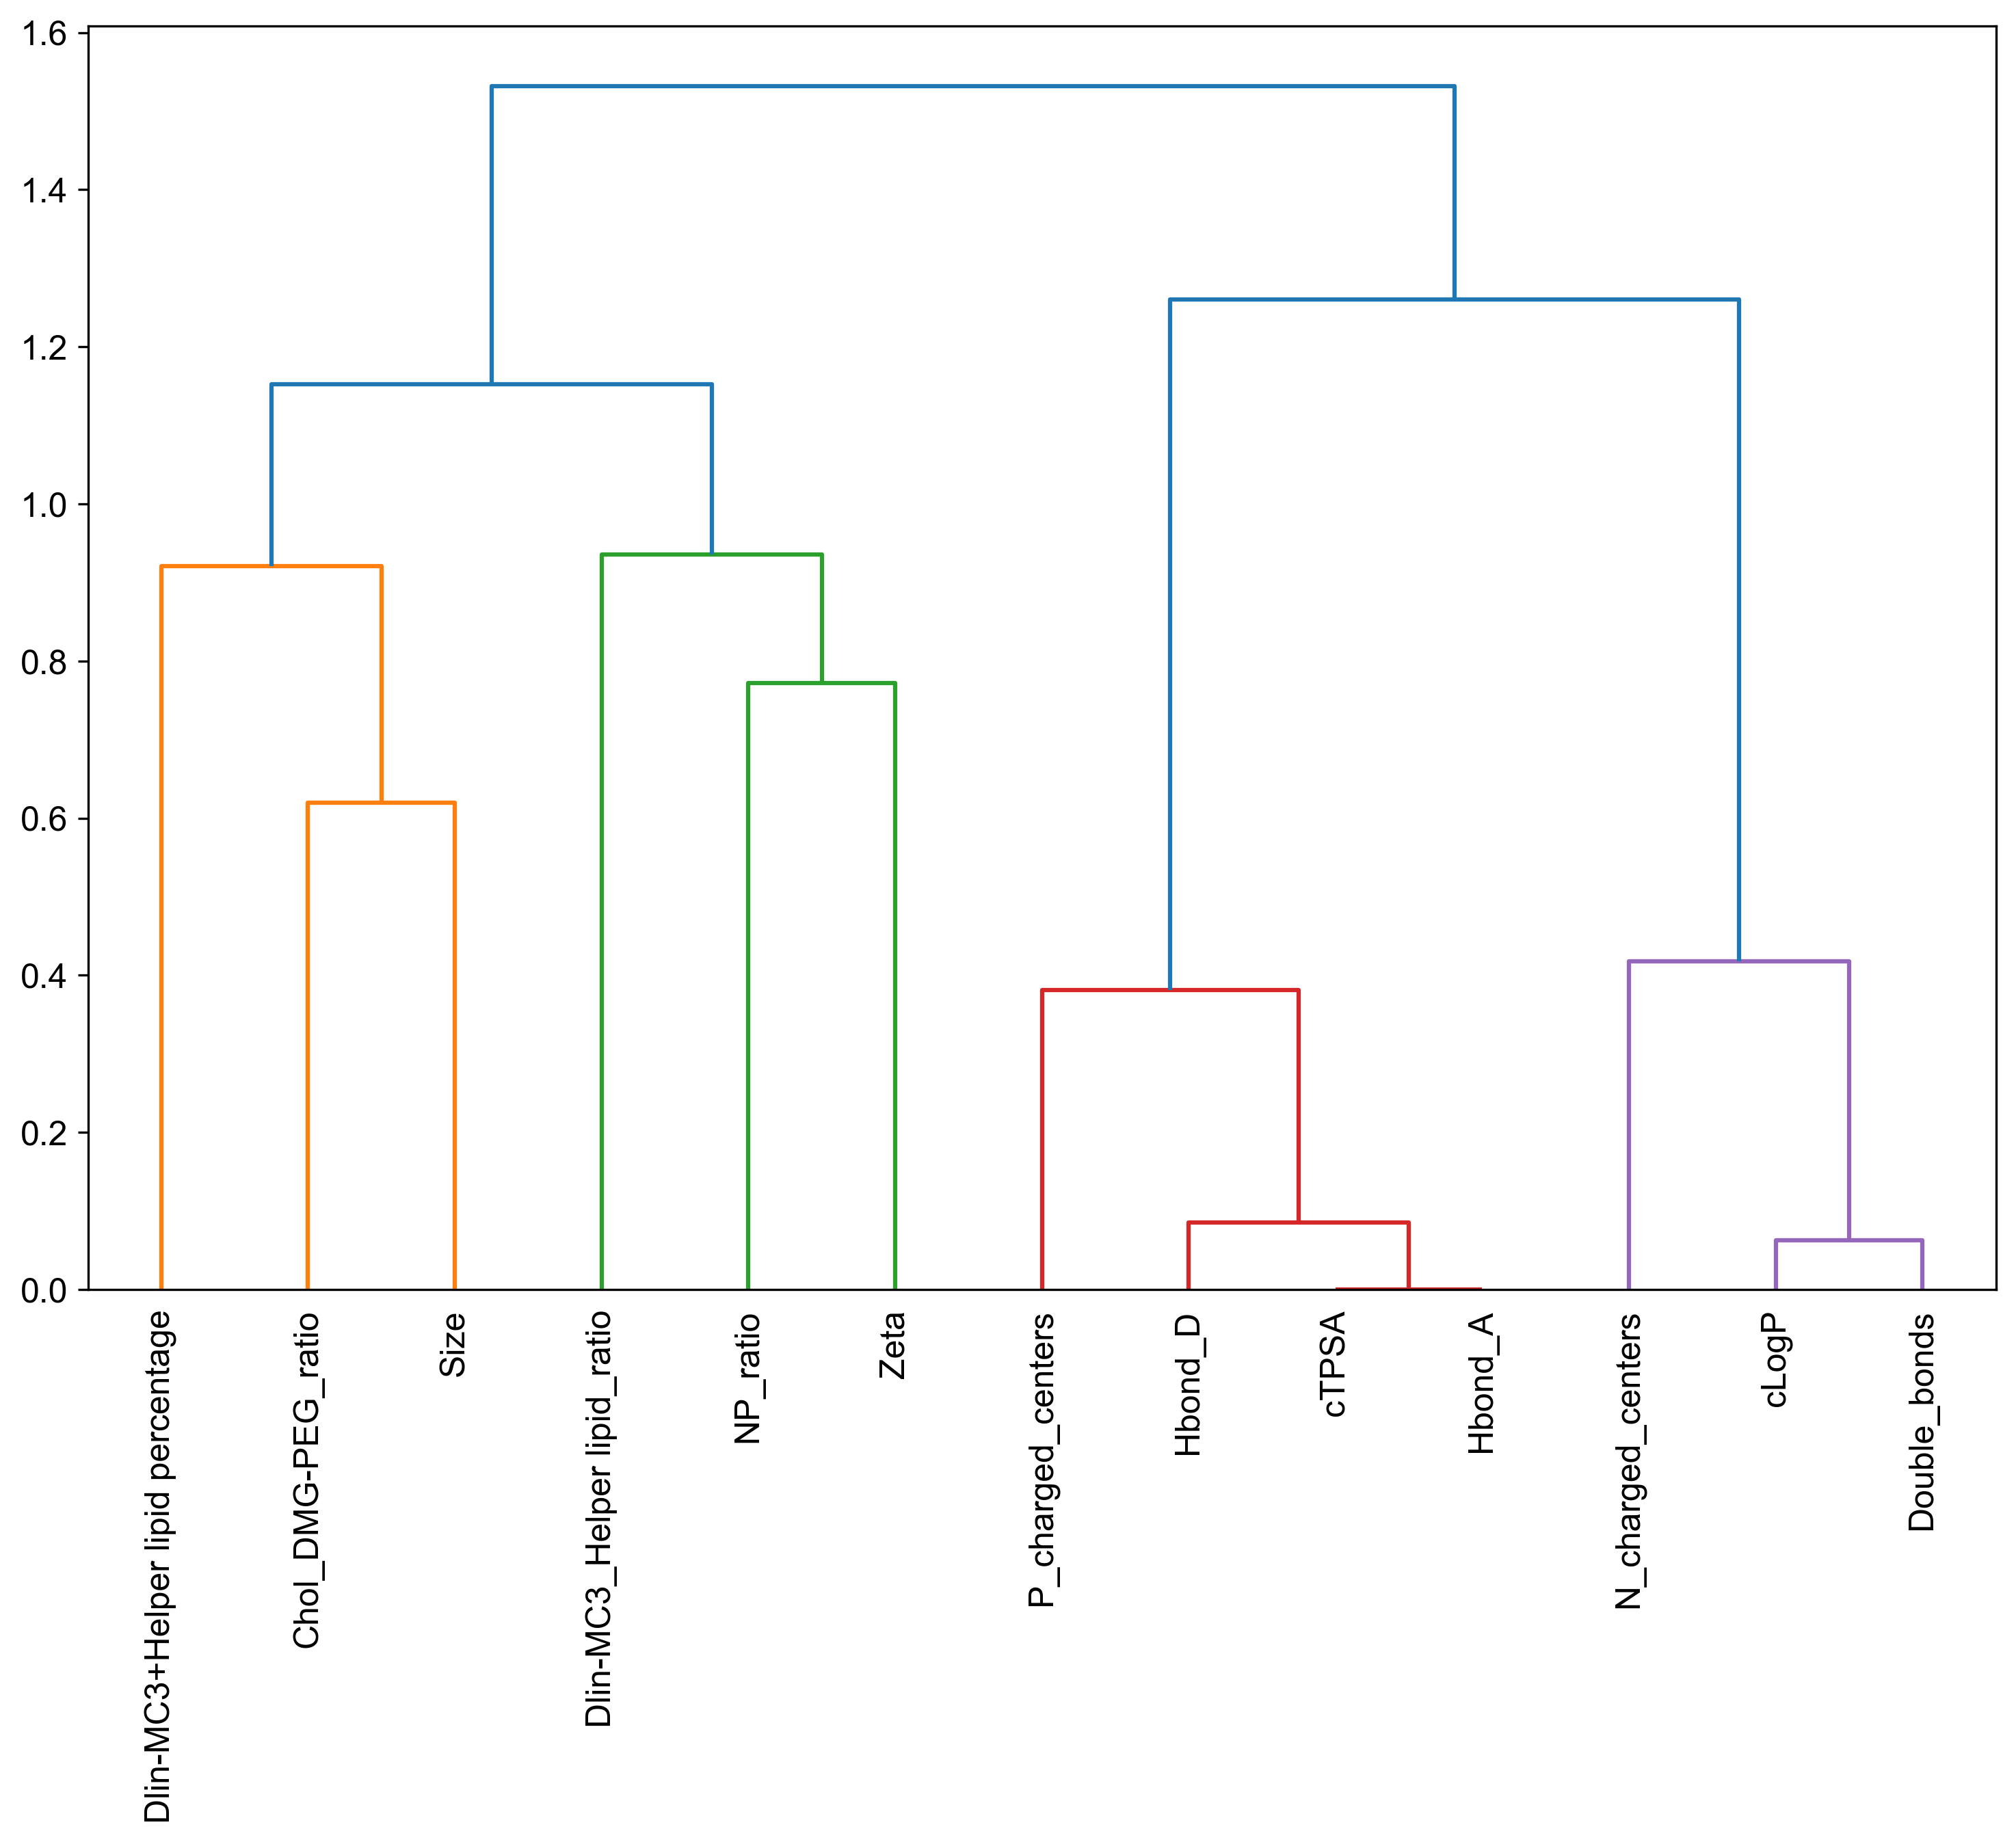 1.6
1.4
1.2
1.0
0.8
0.6
0.4
0.2
0.0
Dlin-MC3+Helper lipid percentage
Chol_DMG-PEG_ratio
Size
Dlin-MC3_Helper lipid_ratio
NP_ratio
Zeta
P_charged_centers
Hbond_D
cTPSA
Hbond_A
N_charged_centers
cLogP
Double_bonds